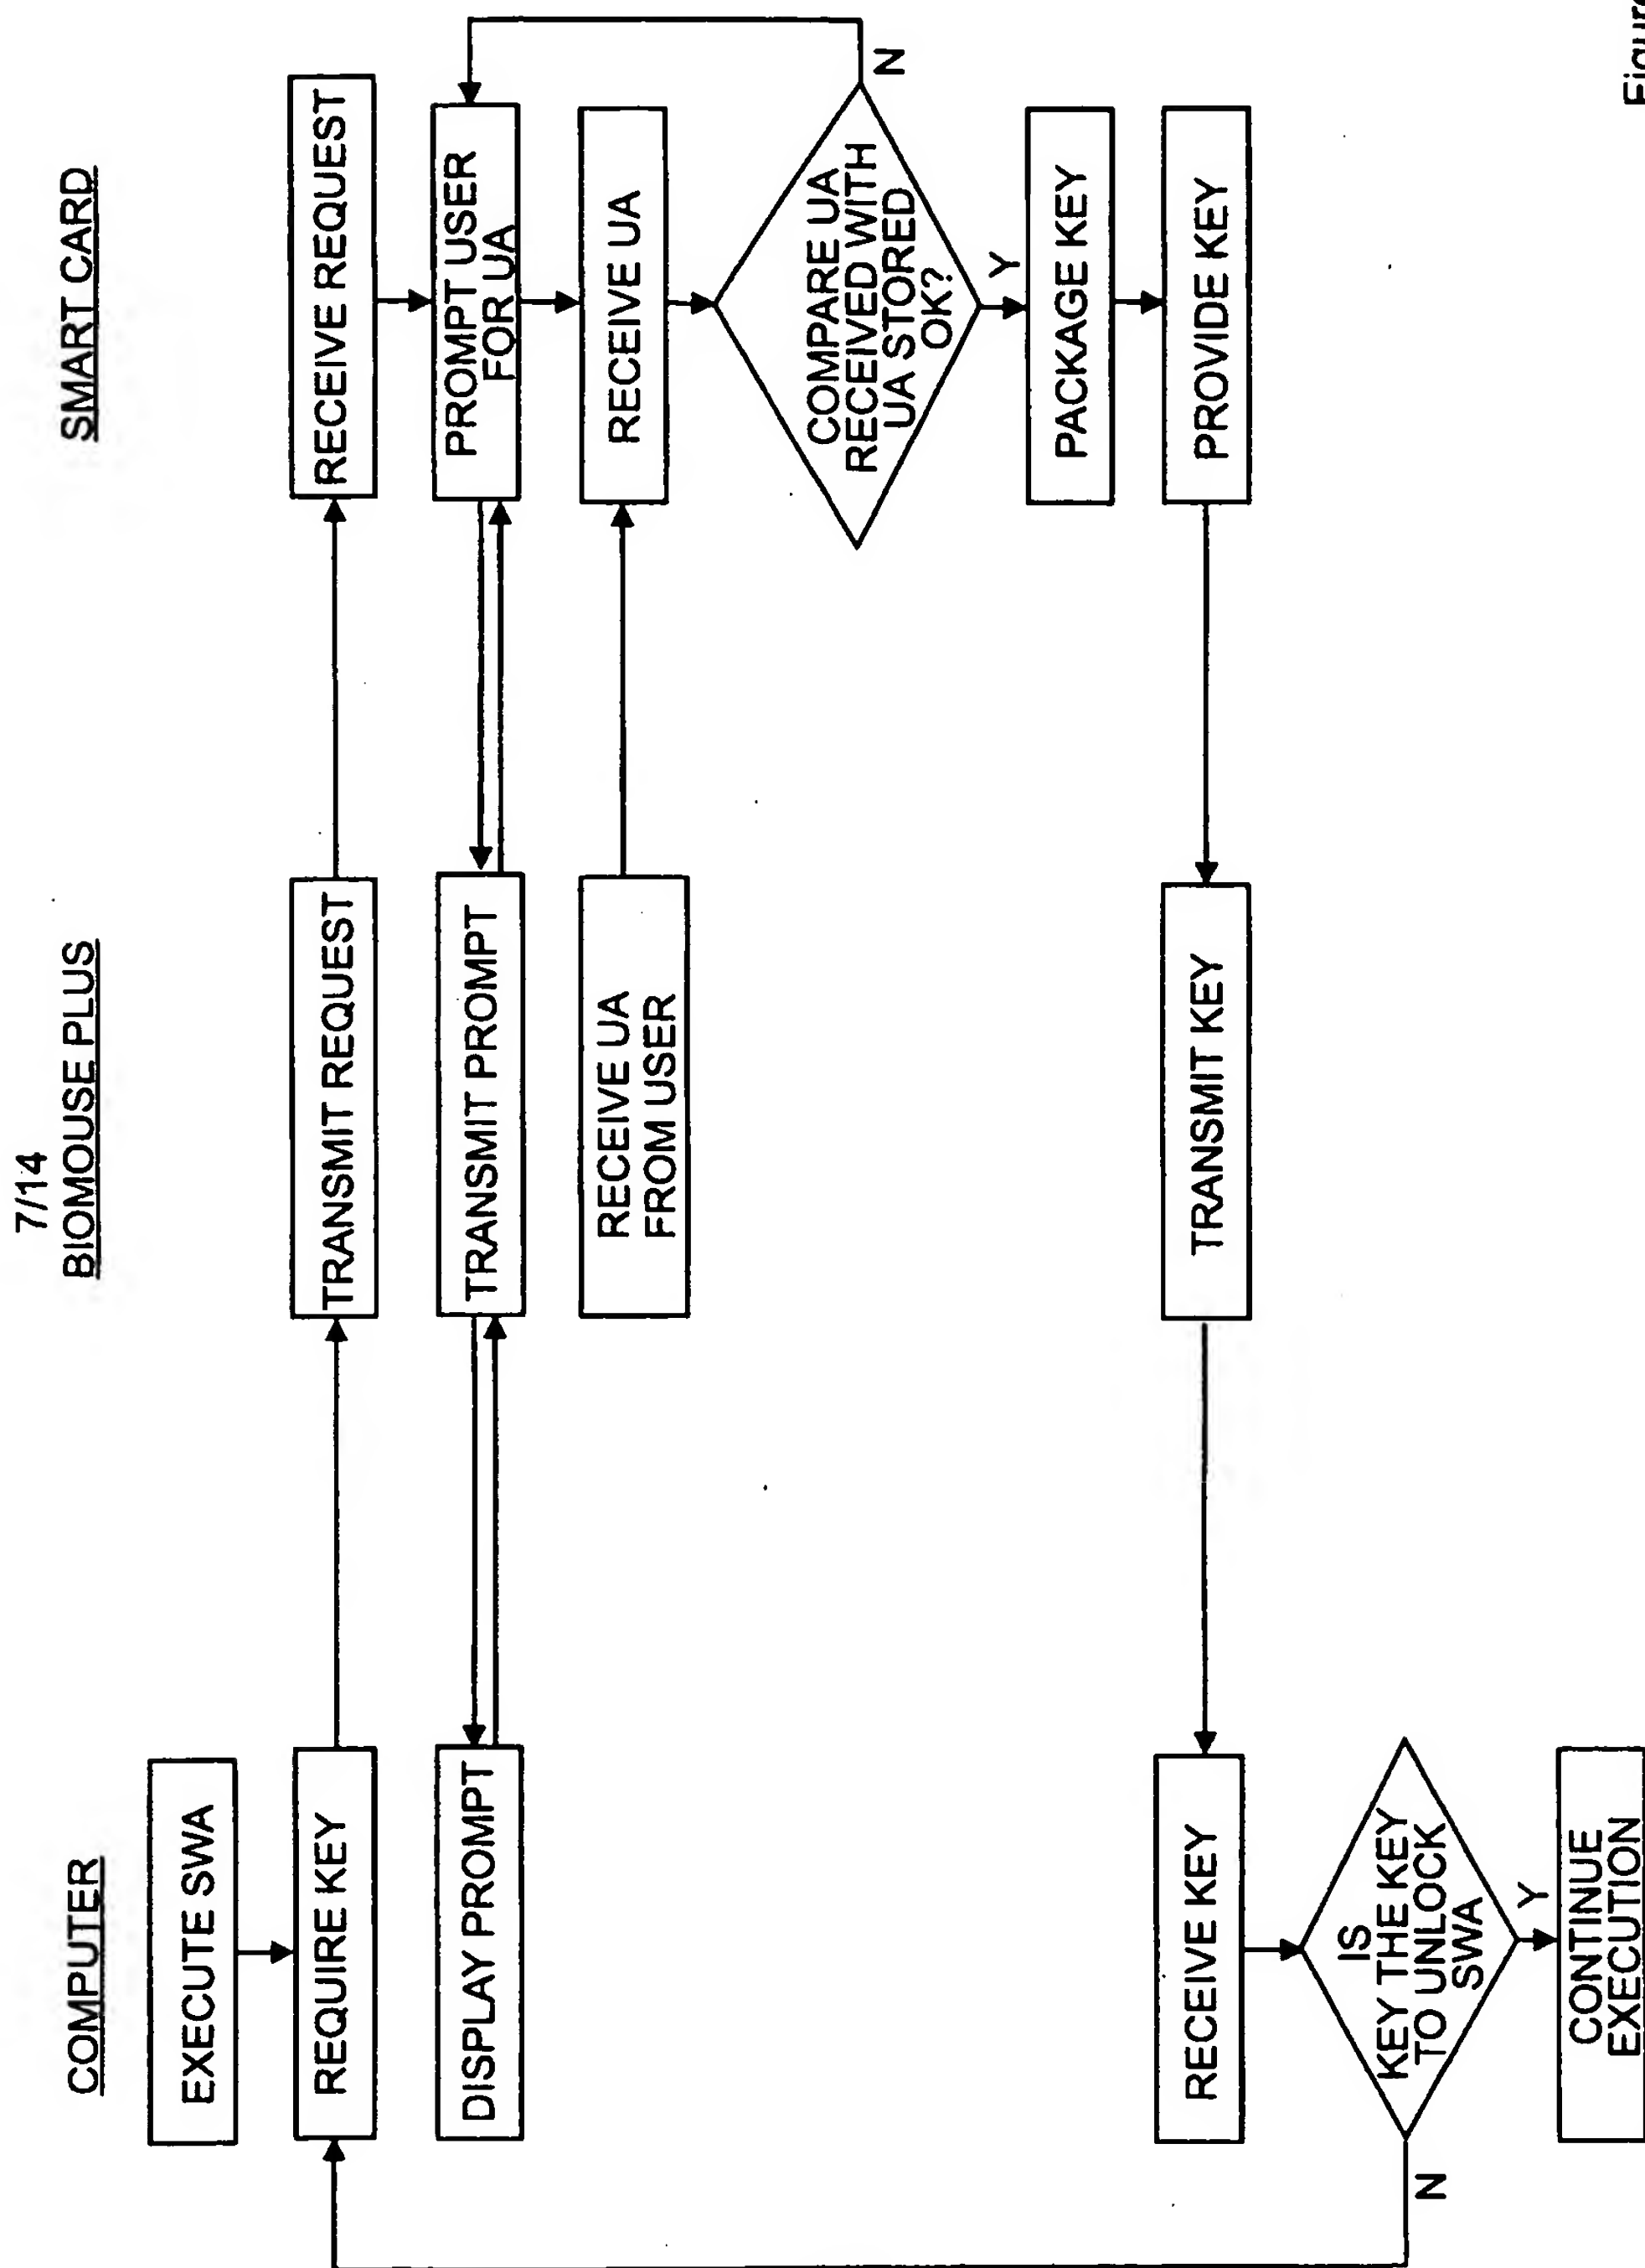 7/14
COMPUTER
BIOMOUSE PLUS
SMART CARD
EXECUTE SWA
REQUIRE KEY
TRANSMIT REQUEST
RECEIVE REQUEST
DISPLAY PROMPT
TRANSMIT PROMPT
PROMPT USER
FOR UA
RECEIVE UA
FROM USER
RECEIVE UA
COMPARE UA
RECEIVED WITH
UA STORED
OK?
N
Y
PACKAGE KEY
PROVIDE KEY
TRANSMIT KEY
RECEIVE KEY
IS
KEY THE KEY
TO UNLOCK
SWA
N
Y
CONTINUE
EXECUTION
Figure